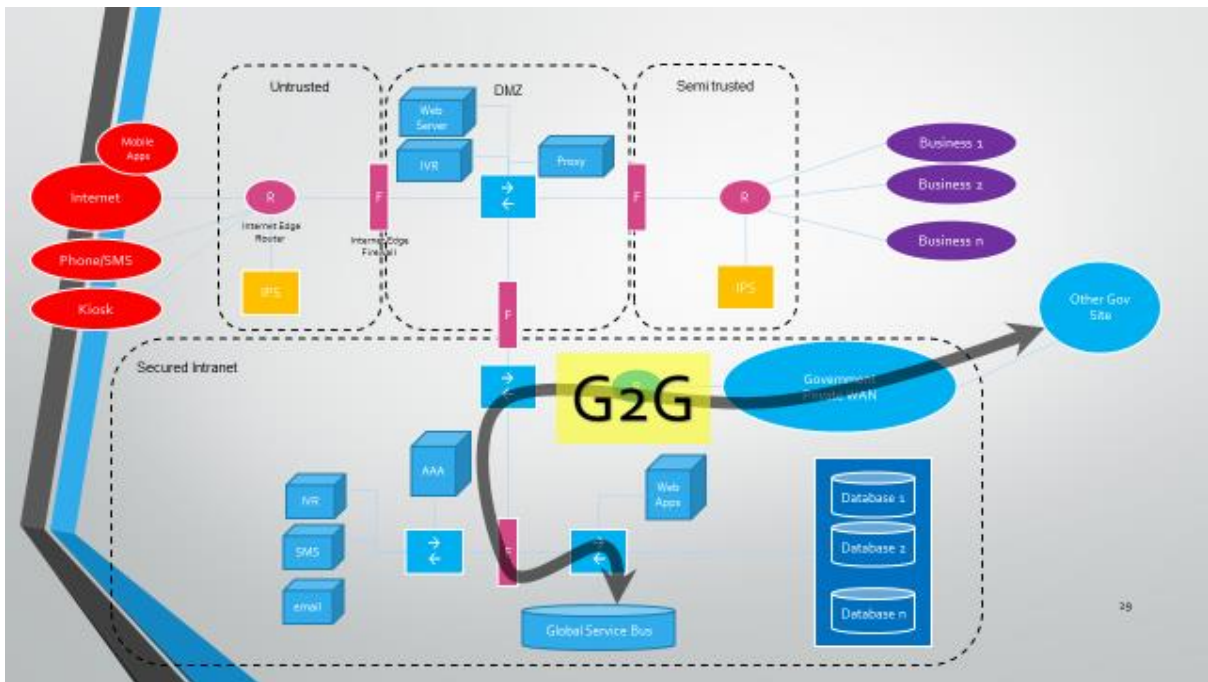 Untrusted
DMZ
Semi trusted
Web
Server
IVR
Proxy
Mobile
Apps
Internet
Phone/SMS
Kiosk
R
Internet Edge
Router
IPS
F
Internet Edge
Firewall
F
R
IPS
Business 1
Business 2
Business n
Other Gov
Site
F
Secured Intranet
G2G
R
Government
Private WAN
AAA
Web
Apps
IVR
SMS
email
F
Global Service Bus
Database 1
Database 2
Database n
29